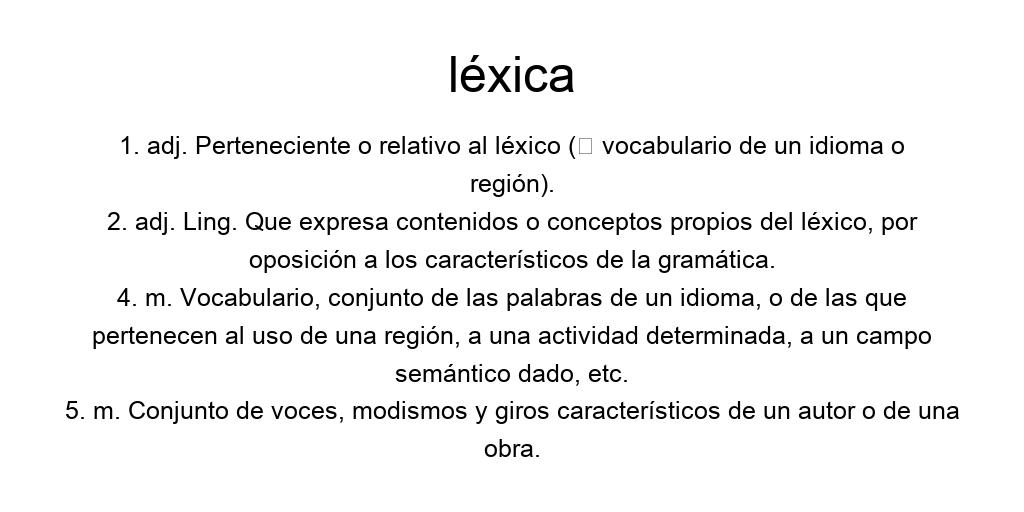 léxica
1. adj. Perteneciente o relativo al léxico (□ vocabulario de un idioma o
región).
2. adj. Ling. Que expresa contenidos o conceptos propios del léxico, por
oposición a los característicos de la gramática.
4. m. Vocabulario, conjunto de las palabras de un idioma, o de las que
pertenecen al uso de una región, a una actividad determinada, a un campo
semántico dado, etc.
5. m. Conjunto de voces, modismos y giros característicos de un autor o de una
obra.